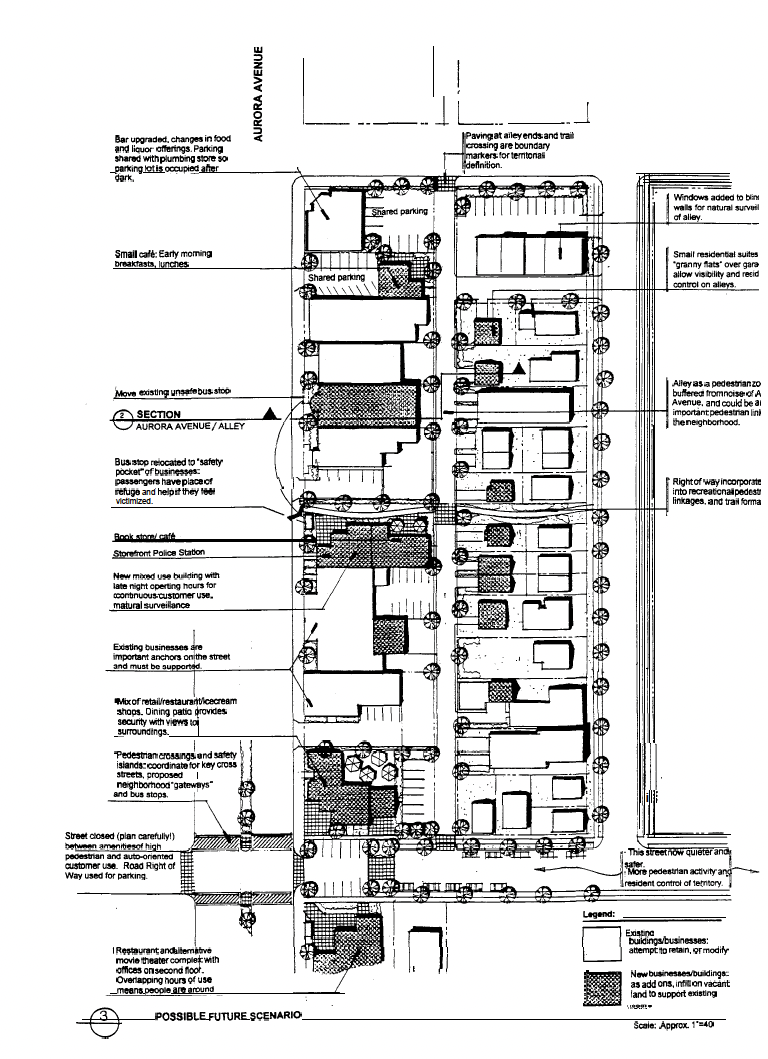 AURORA AVENUE
Bar upgraded, changes in food
and liquor offerings. Parking
shared with plumbing store so
parking lot is occupied after
dark,
Paving at alley ends and trail
crossing are boundary
markers for territorial
definition.
Shared parking
Windows added to
walls for natural
of alley.
Small café: Early morning
breakfasts, lunches
Shared parking
Small residential suites
"granny flats" over
allow visibility and
control on alleys.
Move existing unsafe bus stop
2 SECTION
AURORA AVENUE / ALLEY
Alley as a pedestrian
buffered from noise of
Avenue, and could be
important pedestrian
the neighborhood.
Bus stop relocated to "safety
pocket" of businesses:
passengers have place of
refuge and help if they feel
victimized.
Right of way
into recreational
linkages, and trail
Book store/ café
Storefront Police Station
New mixed use building with
late night operting hours for
continuous customer use,
matural surveillance
Existing businesses are
important anchors on the street
and must be supported.
Mix of retail/restaurant/icecream
shops. Dining patio provides
security with views to
surroundings.
Pedestrian crossings and safety
islands: coordinate for key cross
streets, proposed
neighborhood "gateways"
and bus stops.
Street closed (plan carefully!)
between amenities of high
pedestrian and auto-oriented
customer use. Road Right of
Way used for parking.
This street now quieter and
safer.
More pedestrian activity and
resident control of territory.
Restaurant and alternative
movie theater complex with
offices on second floor.
Overlapping hours of use
means people are around
Legend:
Existing
buildings/businesses:
attempt to retain, or modify
New businesses/buildings:
as add ons, infill on vacant
land to support existing
3 POSSIBLE FUTURE SCENARIO
Scale: Approx. 1"=40